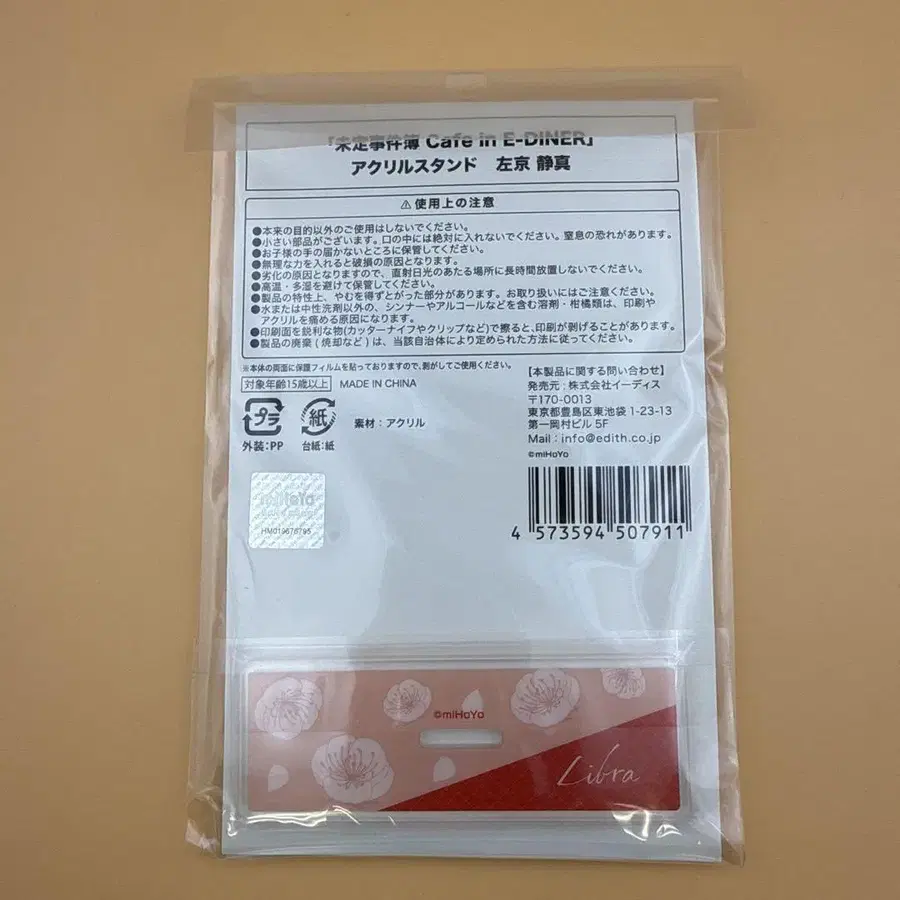 「未定事件簿 Cafe in E-DINER」
アクリルスタンド 左京 静真
⚠使用上の注意
●本来の目的以外のご使用はしないでください。
●小さい部品がございます。口の中には絶対に入れないでください。窒息の恐れがあります。
●お子様の手の届かないところに保管してください。
●無理な力を入れると破損の原因となります。
●劣化の原因となりますので、直射日光のあたる場所に長時間放置しないでください。
●高温・多湿を避けて保管してください。
●製品の特性上、やむを得ずとがった部分があります。お取り扱いにはご注意ください。
●水または中性洗剤以外の、シンナーやアルコールなどを含む溶剤・柑橘類は、印刷や
アクリルを痛める原因になります。
●印刷面を鋭利な物(カッターナイフやクリップなど)で擦ると、印刷が剥げることがあります。
●製品の廃棄(焼却など)は、当該自治体により定められた方法に従ってください。
※本体の両面に保護フィルムを貼っておりますので、剥がしてご使用ください。
対象年齢15歳以上 MADE IN CHINA
プラ 紙 素材：アクリル
外装：PP 台紙：紙
【本製品に関する問い合わせ】
発売元：株式会社イーディス
〒170-0013
東京都豊島区東池袋 1-23-13
第一岡村ビル 5F
Mail：info@edith.co.jp
©miHoYo
4 573594 507911
miHoYo
HM019678795
©miHoYo
Libra